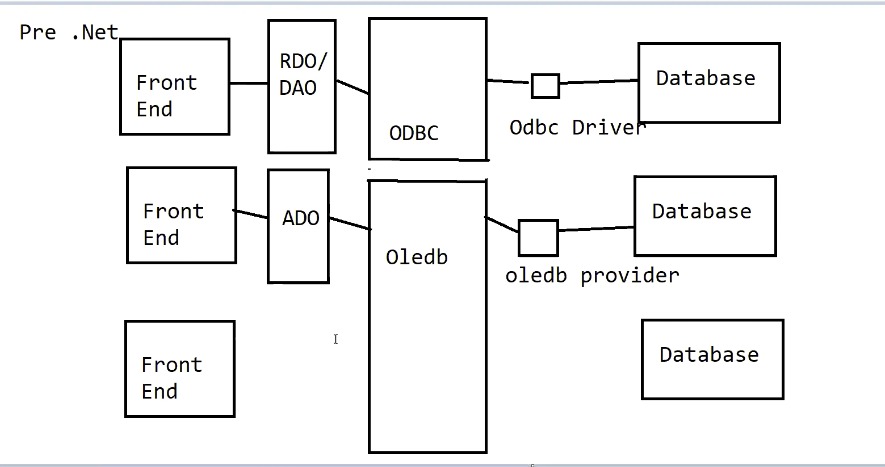 Pre .Net
Front
End
RDO/
DAO
ODBC
Odbc Driver
Database
Front
End
ADO
Oledb
oledb provider
Database
Front
End
Database